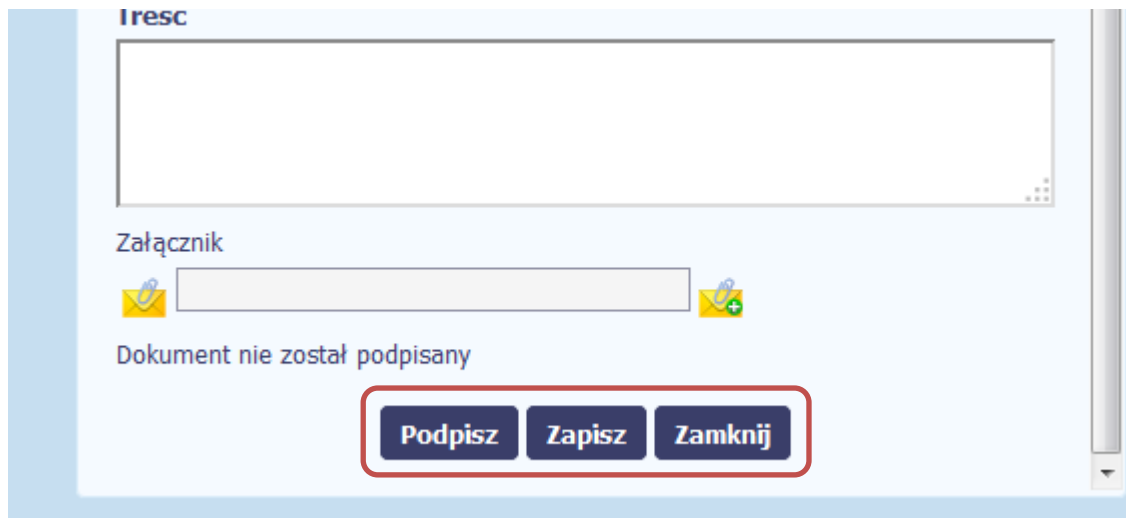 Treść
Załącznik
Dokument nie został podpisany
Podpisz Zapisz Zamknij